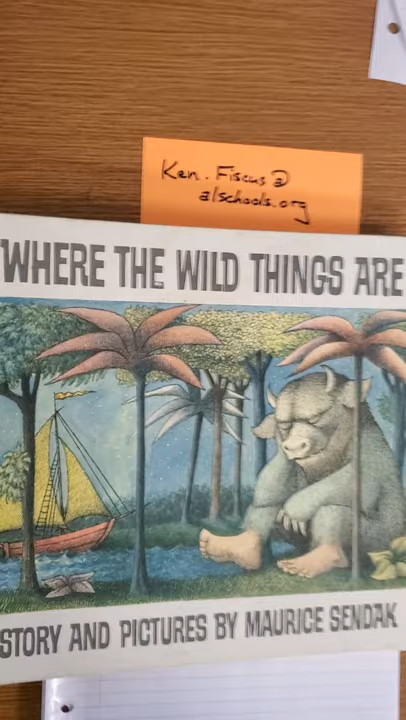 Ken.Fiscus@
alschools.org
WHERE THE WILD THINGS ARE
STORY AND PICTURES BY MAURICE SENDAK